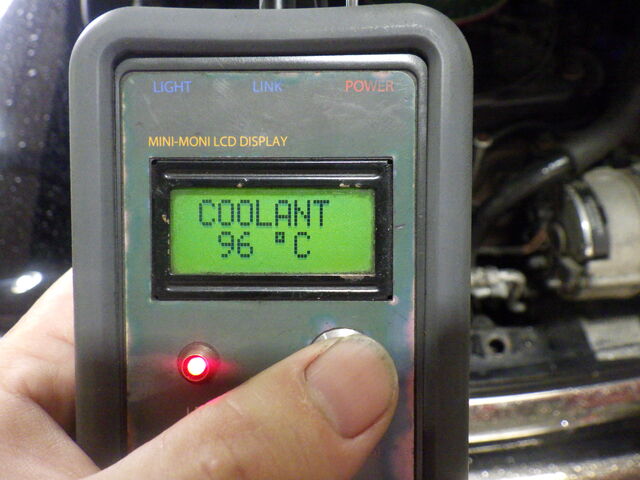 LIGHT LINK POWER
MINI-MONI LCD DISPLAY
COOLANT
96 °C